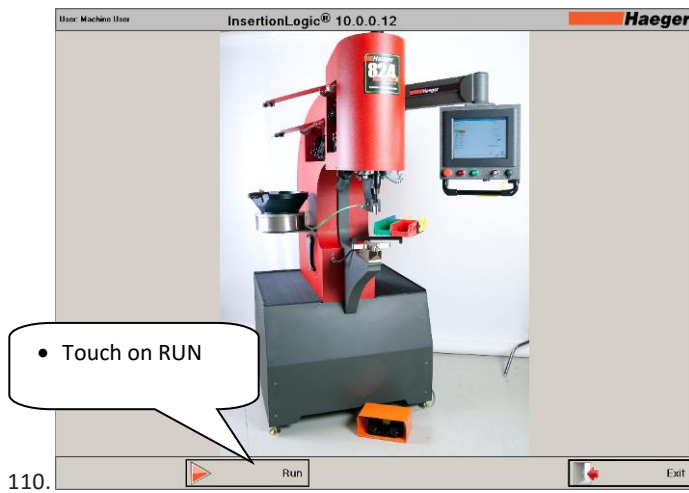 User: Machine User
InsertionLogic® 10.0.0.12
Haeger
Haeger
824
Haeger
• Touch on RUN
110.
Run
Exit